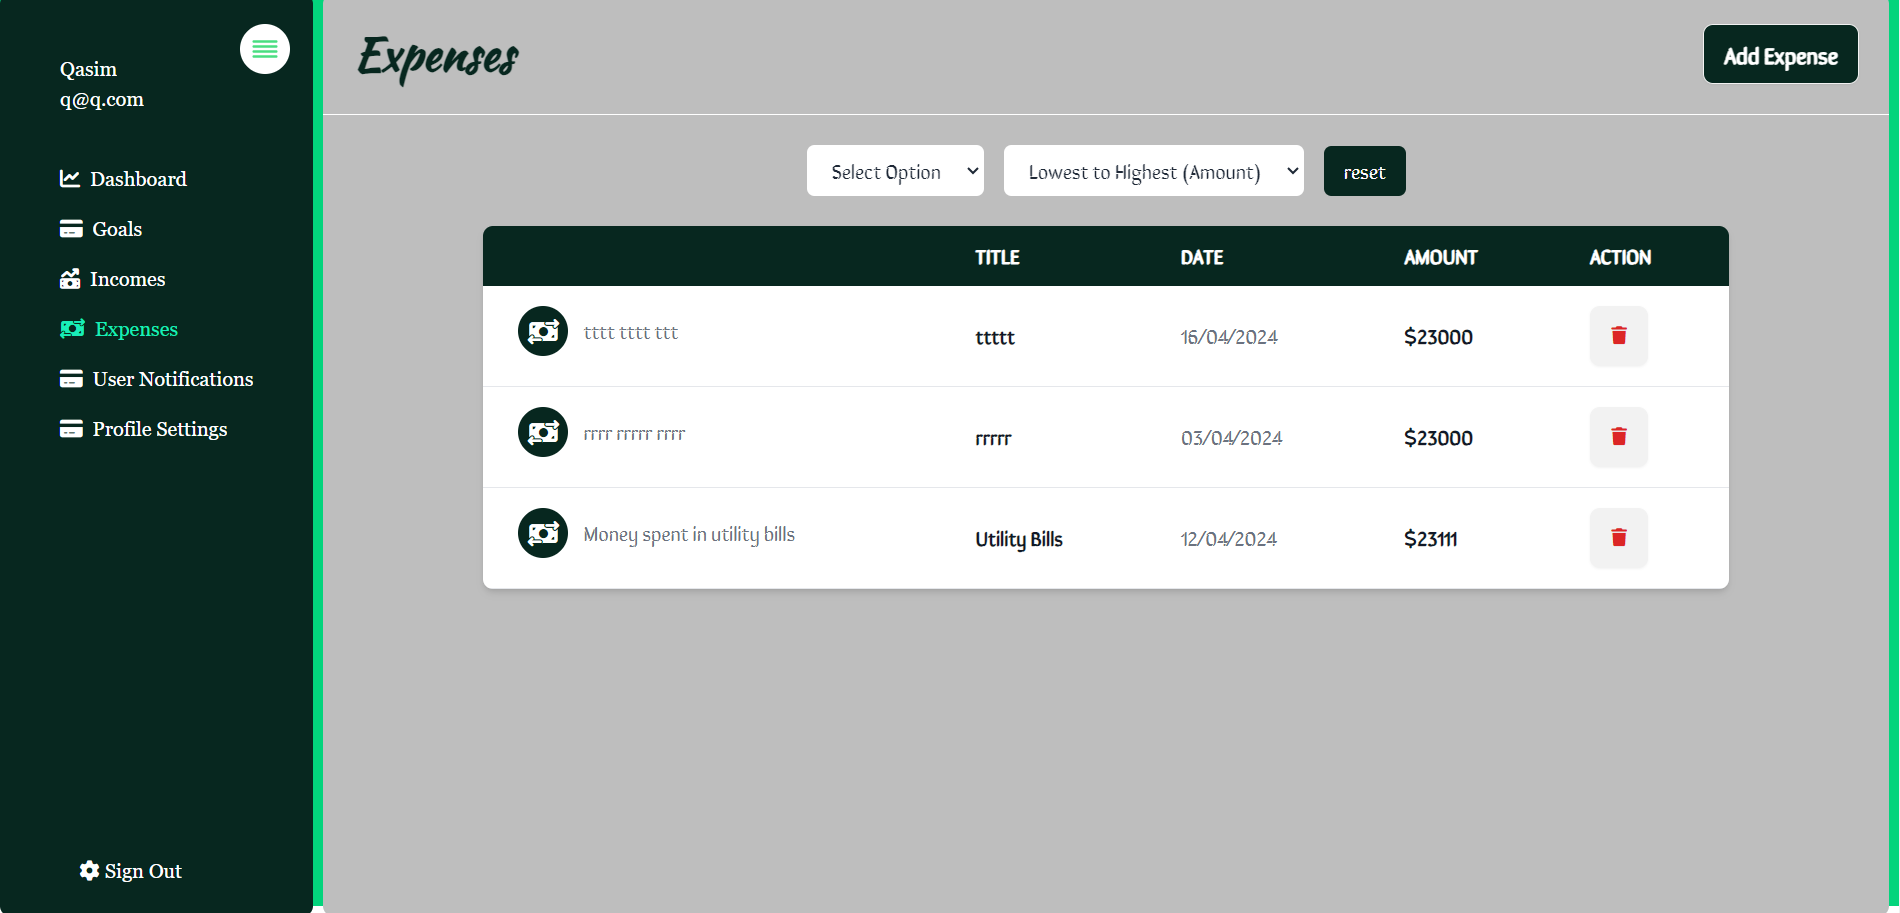 Qasim
q@q.com
Dashboard
Goals
Incomes
Expenses
User Notifications
Profile Settings
Sign Out
Expenses
Add Expense
Select Option
Lowest to Highest (Amount)
reset
TITLE DATE AMOUNT ACTION
tttt tttt ttt ttttt 16/04/2024 $23000
rrrr rrrrr rrrr rrrrr 03/04/2024 $23000
Money spent in utility bills Utility Bills 12/04/2024 $23111